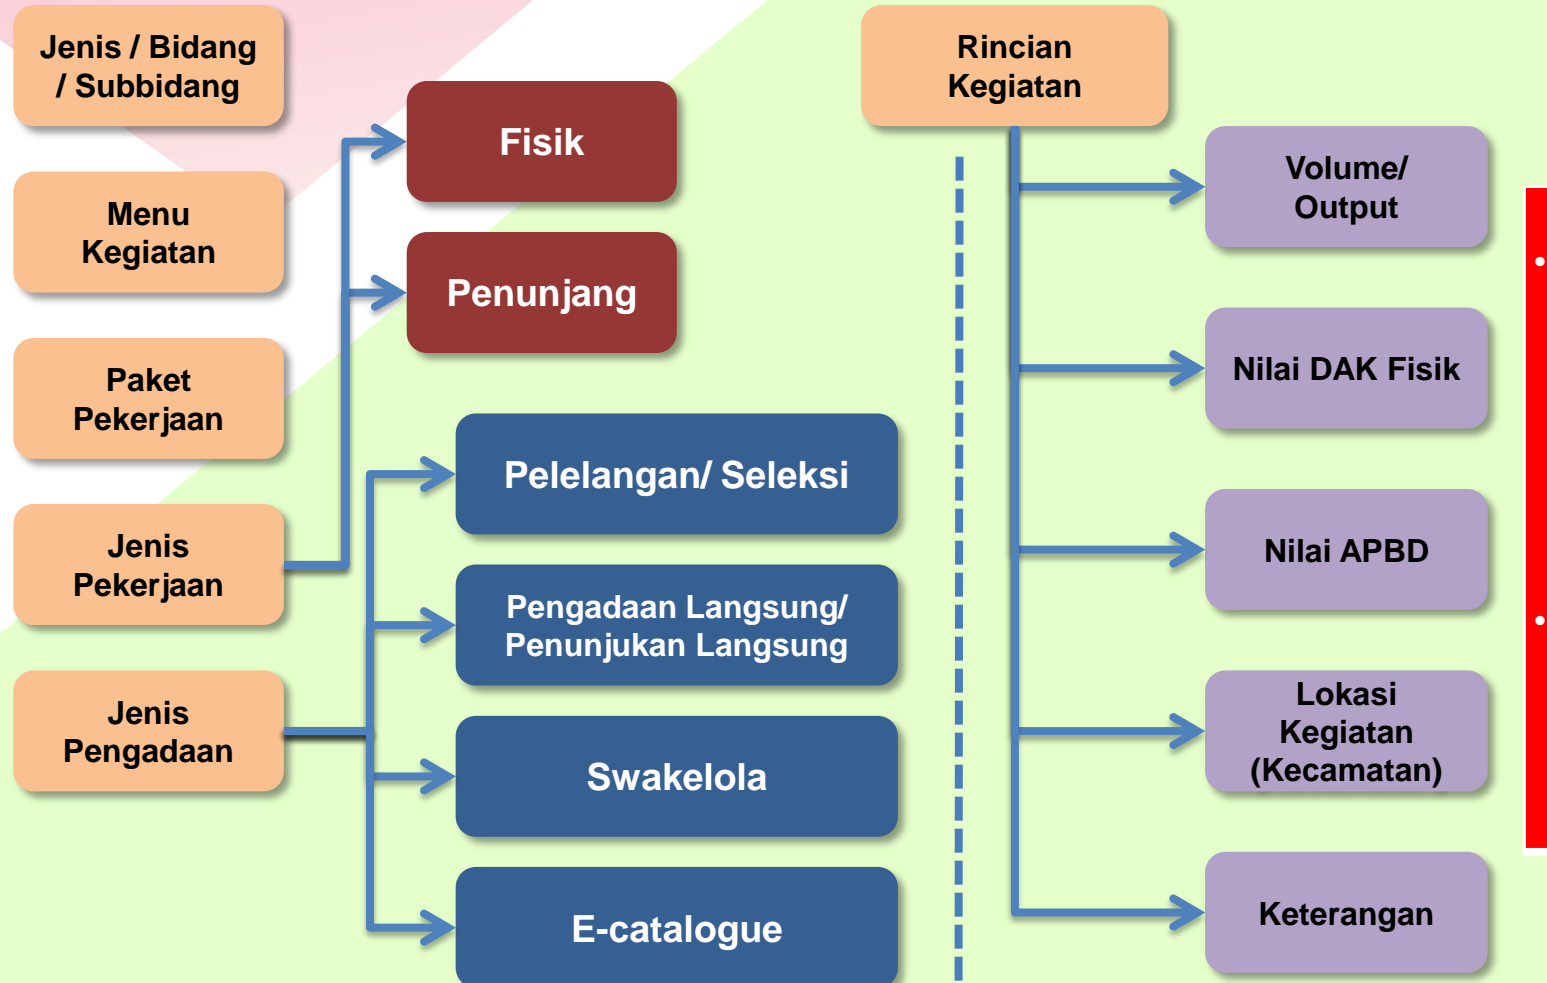 Jenis / Bidang
/ Subbidang
Menu
Kegiatan
Paket
Pekerjaan
Jenis
Pekerjaan
Jenis
Pengadaan
Fisik
Penunjang
Pelelangan/ Seleksi
Pengadaan Langsung/
Penunjukan Langsung
Swakelola
E-catalogue
Rincian
Kegiatan
Volume/
Output
Nilai DAK Fisik
Nilai APBD
Lokasi
Kegiatan
(Kecamatan)
Keterangan